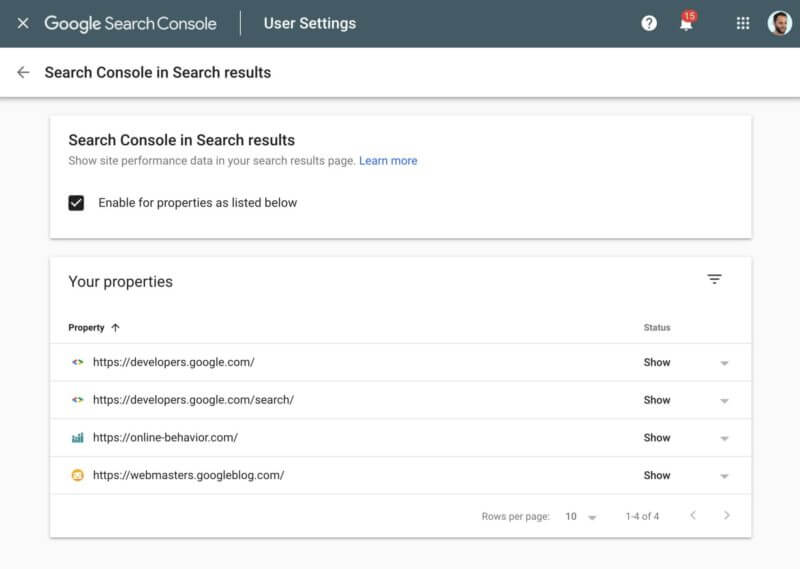 Google Search Console User Settings 15
Search Console in Search results
Search Console in Search results
Show site performance data in your search results page. Learn more
Enable for properties as listed below
Your properties
Property Status
https://developers.google.com/ Show
https://developers.google.com/search/ Show
https://online-behavior.com/ Show
https://webmasters.googleblog.com/ Show
Rows per page: 10 1-4 of 4